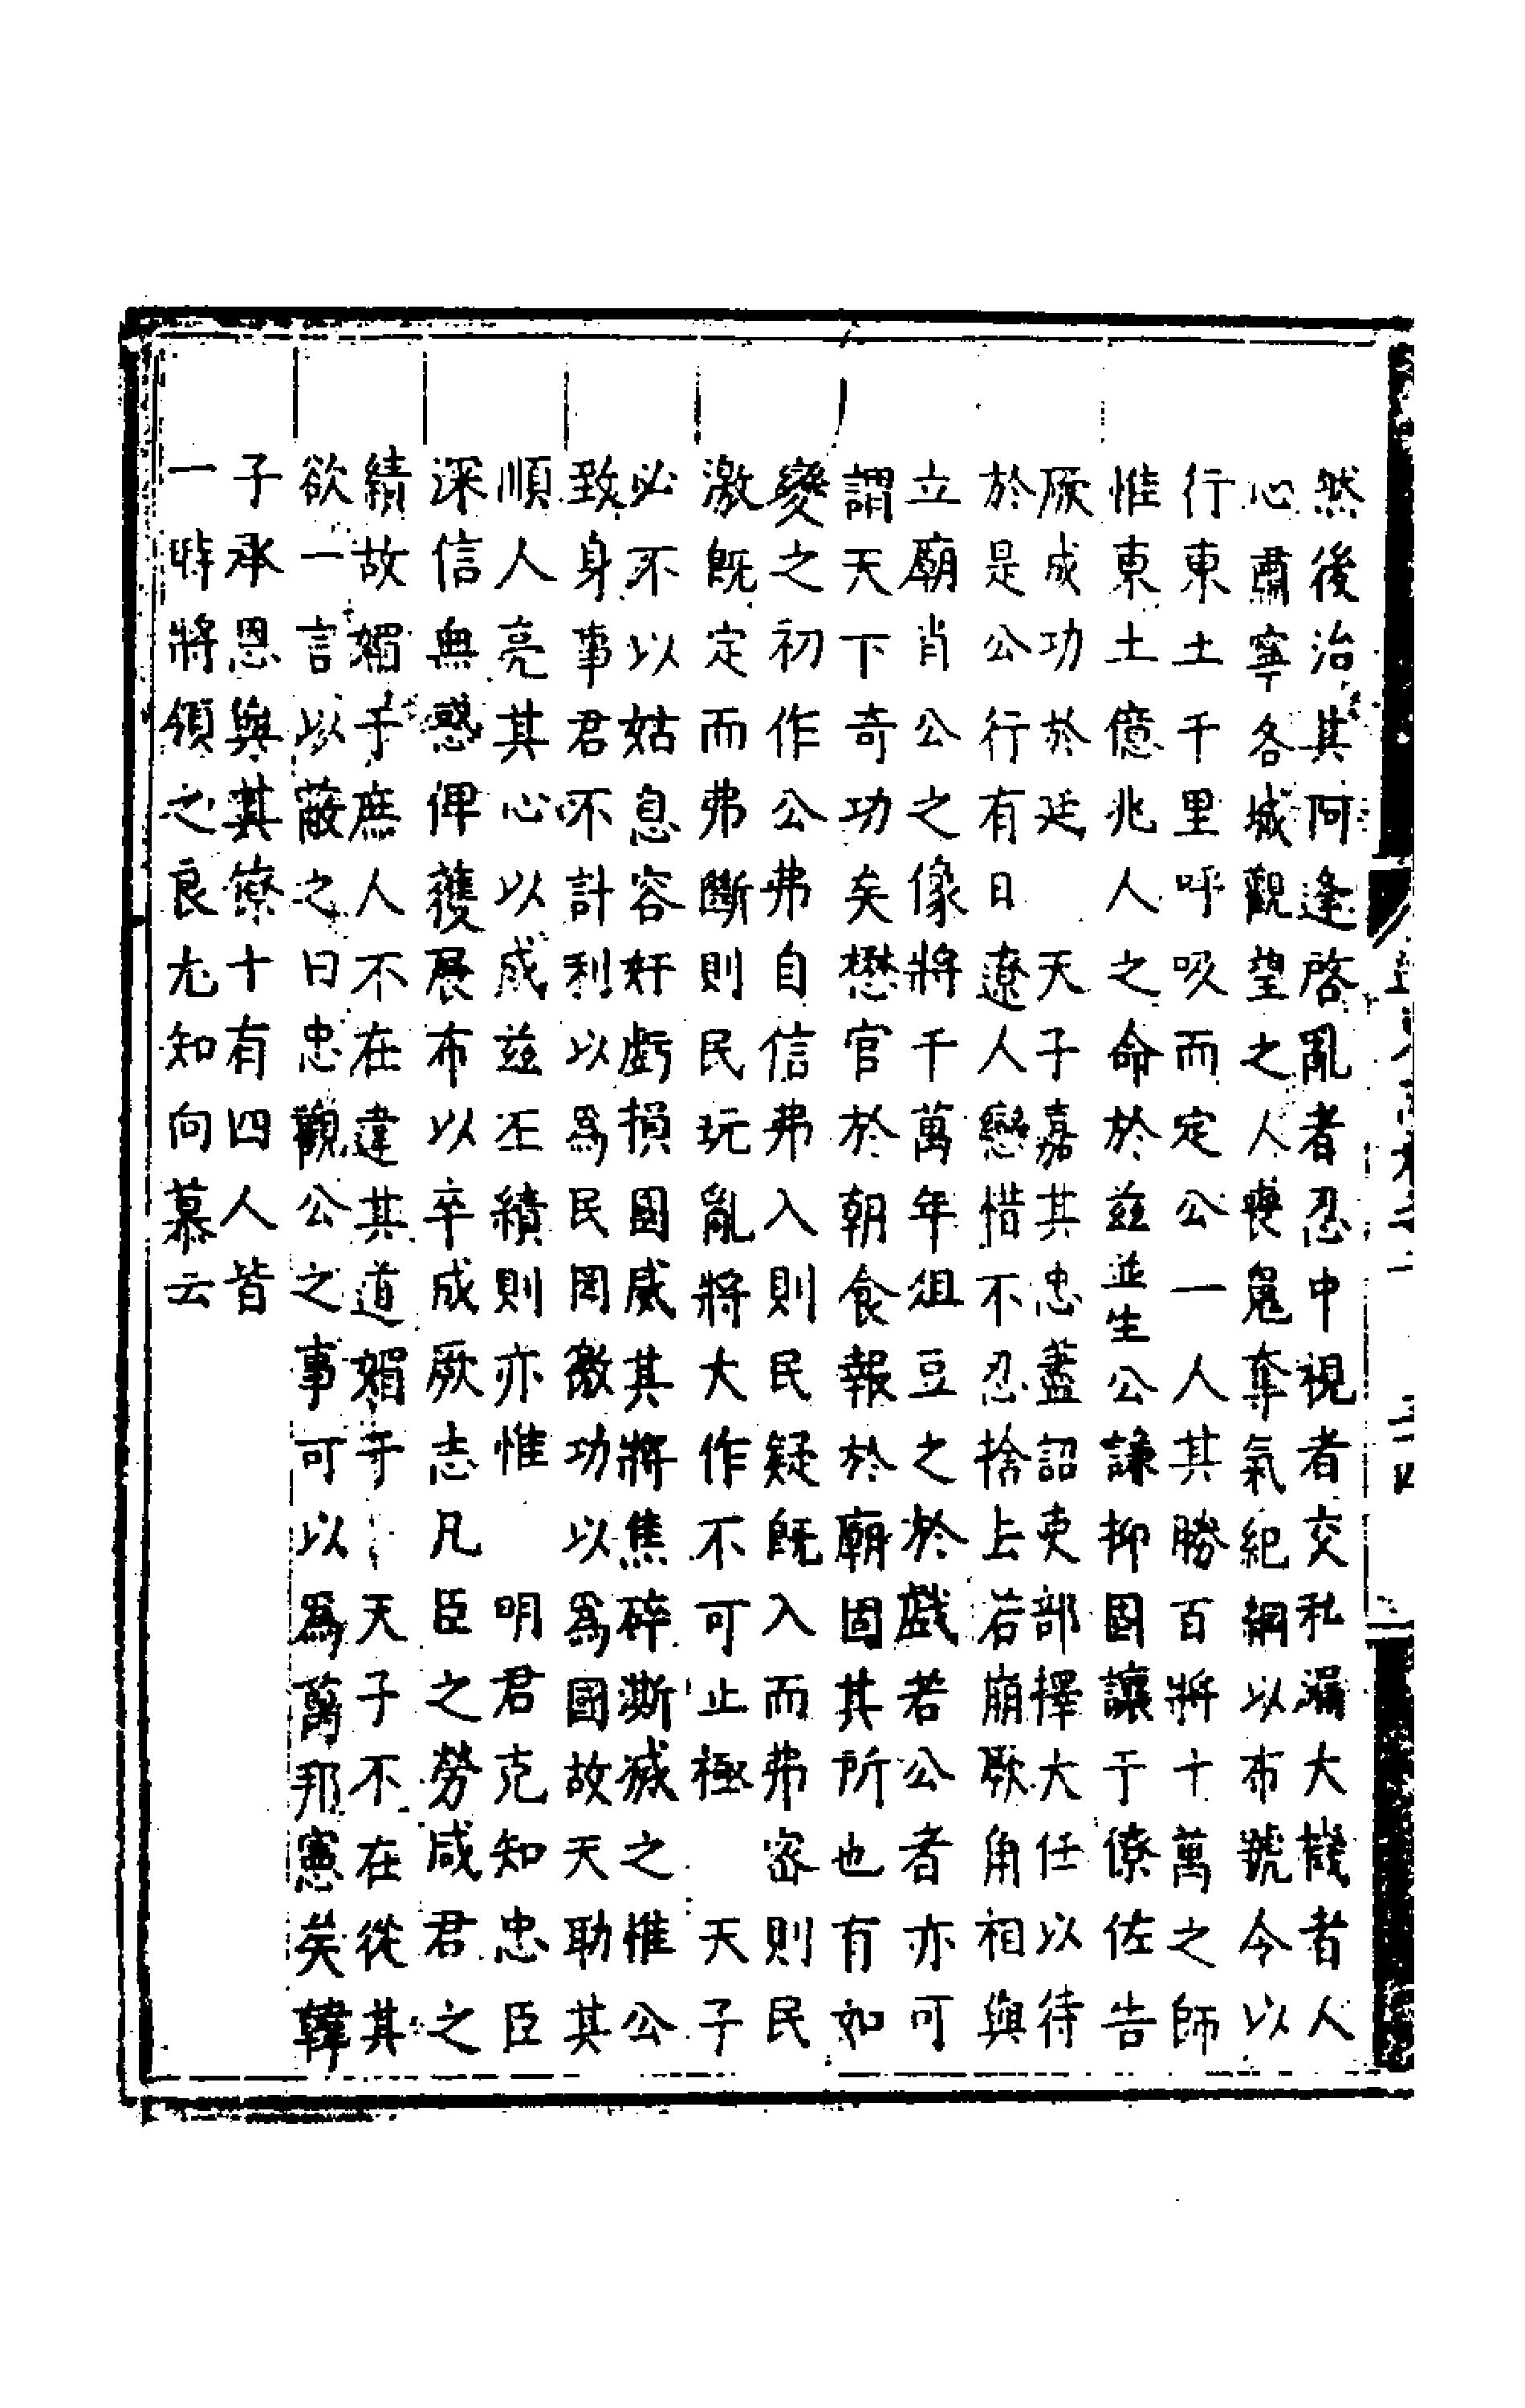 然後治其阿逢啓亂者忍中視者交私漏大機者人
心肅寧各城觀望之人喪䰟奪氣紀綱以布號令以
行東土千里呼吸而定公一人其勝百將十萬之師
惟東土億兆人之命於兹並生公謙抑固讓于僚佐告
厥成功於廷　天子嘉其忠藎詔吏部擇大任以待
於是公行有日遼人戀惜不忍捨上若崩厥角相與
立廟肖公之像將千萬年俎豆之於戲若公者亦可
謂天下奇功矣懋官於朝食報於廟固其所也有如
變之初作公弗自信弗入則民疑既入而弗密則民
激既定而弗斷則民玩亂將大作不可止極　天子
必不以姑息容奸虧損國威其將焦碎澌滅之惟公
致身事君不計利以爲民罔徼功以爲國故天助其
順人亮其心以成兹丕績則亦惟　明君克知忠臣
深信無惑俾獲展布以卒成厥志凡臣之勞咸君之
績故媚于庶人不在違其道媚于　天子不在從其
欲一言以蔽之曰忠觀公之事可以爲萬邦憲矣韓
子承恩與其僚十有四人皆
一時將領之良尤知向慕云